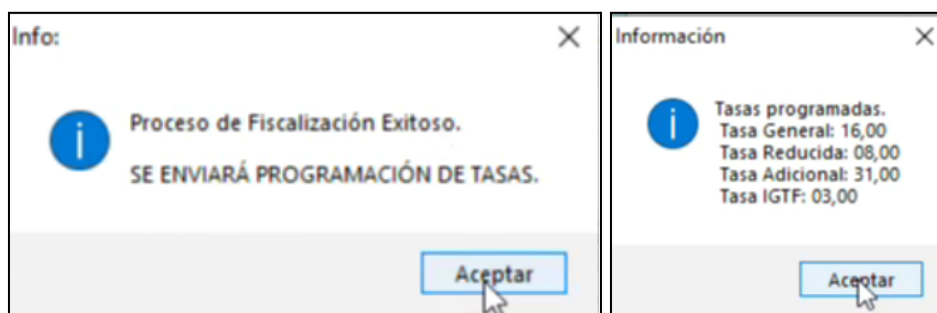 Info:
Proceso de Fiscalización Exitoso.
SE ENVIARÁ PROGRAMACIÓN DE TASAS.
Aceptar
Información
Tasas programadas.
Tasa General: 16,00
Tasa Reducida: 08,00
Tasa Adicional: 31,00
Tasa IGTF: 03,00
Aceptar